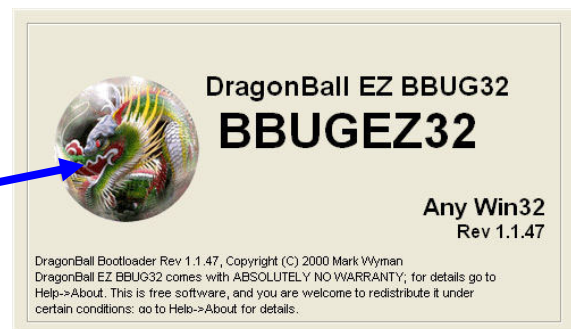 DragonBall EZ BBUG32
BBUGEZ32
Any Win32
Rev 1.1.47
DragonBall Bootloader Rev 1.1.47, Copyright (C) 2000 Mark Wyman
DragonBall EZ BBUG32 comes with ABSOLUTELY NO WARRANTY; for details go to
Help->About. This is free software, and you are welcome to redistribute it under
certain conditions: go to Help->About for details.